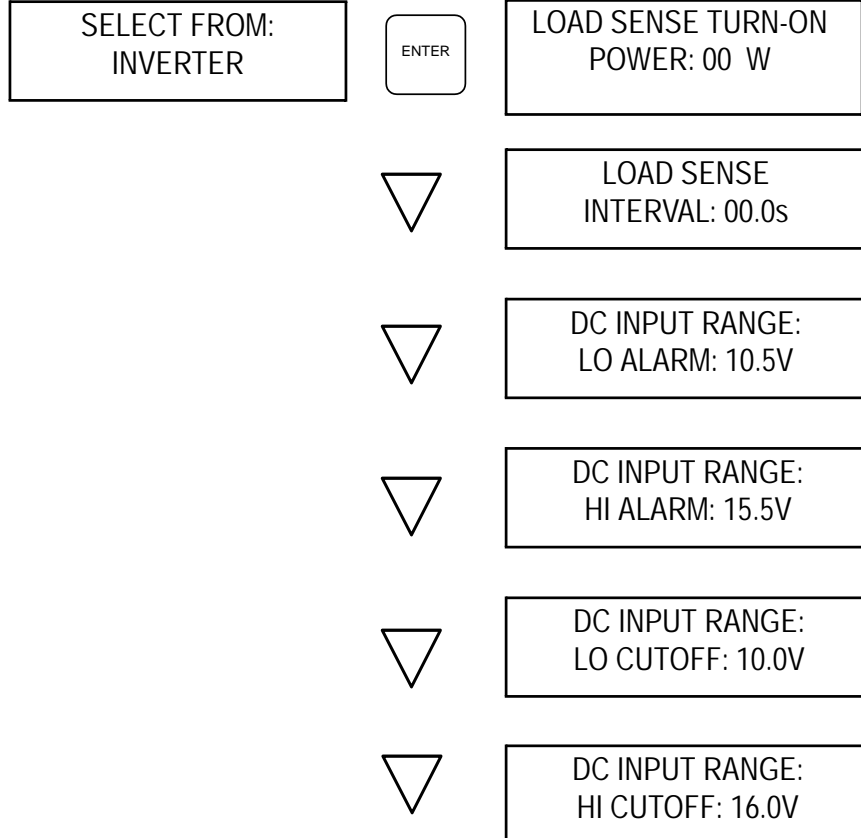 SELECT FROM:
INVERTER
ENTER
LOAD SENSE TURN-ON
POWER: 00 W
LOAD SENSE
INTERVAL: 00.0s
DC INPUT RANGE:
LO ALARM: 10.5V
DC INPUT RANGE:
HI ALARM: 15.5V
DC INPUT RANGE:
LO CUTOFF: 10.0V
DC INPUT RANGE:
HI CUTOFF: 16.0V